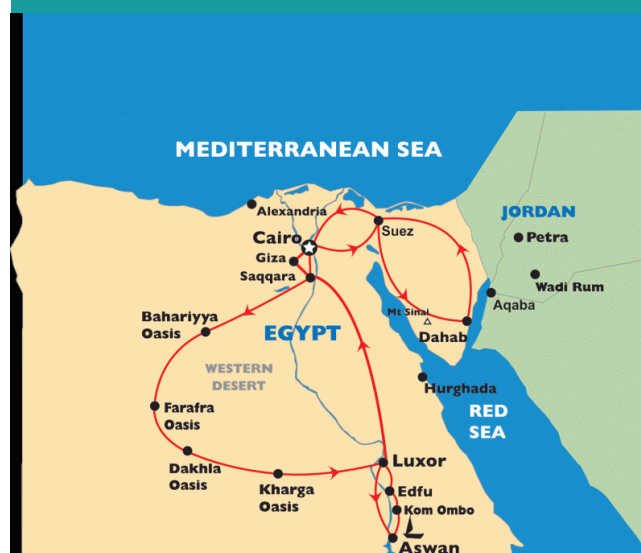 MEDITERRANEAN SEA
Alexandria
JORDAN
Suez
Cairo
Petra
Giza
Saqqara
Wadi Rum
Aqaba
Mt Sinai
Bahariyya
Oasis
EGYPT
Dahab
WESTERN
DESERT
Hurghada
Farafra
Oasis
RED
SEA
Dakhla
Oasis
Luxor
Kharga
Oasis
Edfu
Kom Ombo
Aswan